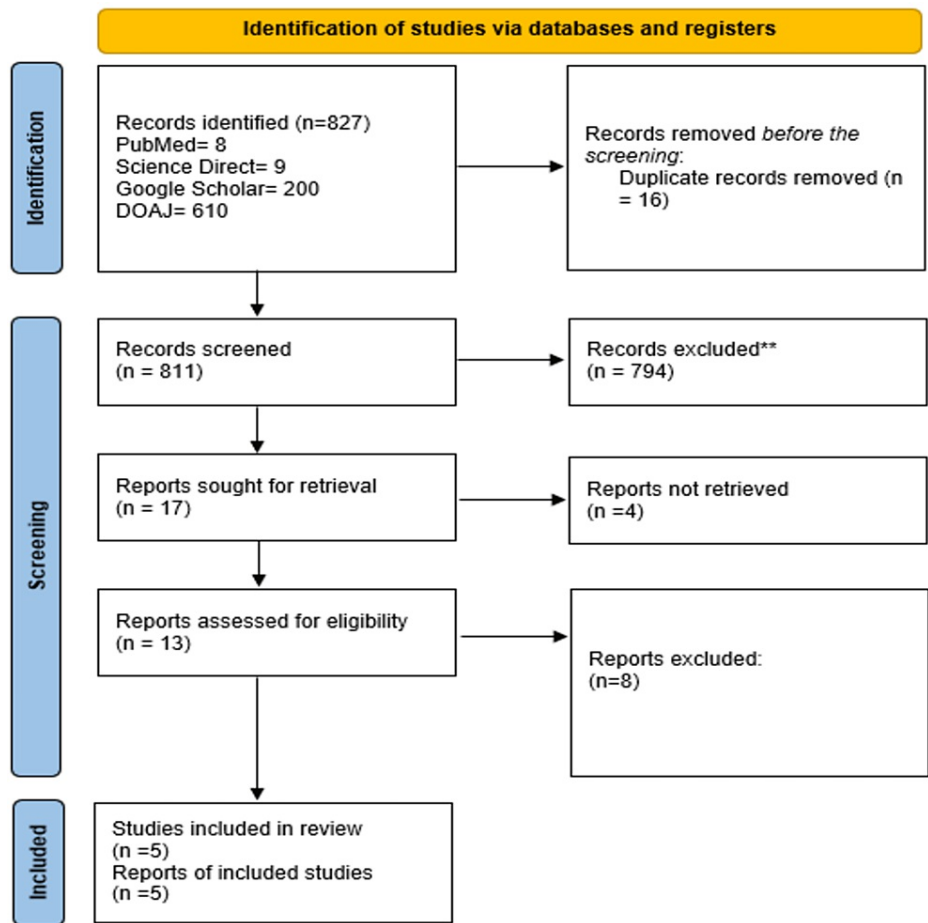 Identification of studies via databases and registers
Identification
Records identified (n=827)
PubMed= 8
Science Direct= 9
Google Scholar= 200
DOAJ= 610
Records removed before the
screening:
Duplicate records removed (n
= 16)
Screening
Records screened
(n = 811)
Records excluded**
(n = 794)
Reports sought for retrieval
(n = 17)
Reports not retrieved
(n =4)
Reports assessed for eligibility
(n = 13)
Reports excluded:
(n=8)
Included
Studies included in review
(n =5)
Reports of included studies
(n =5)